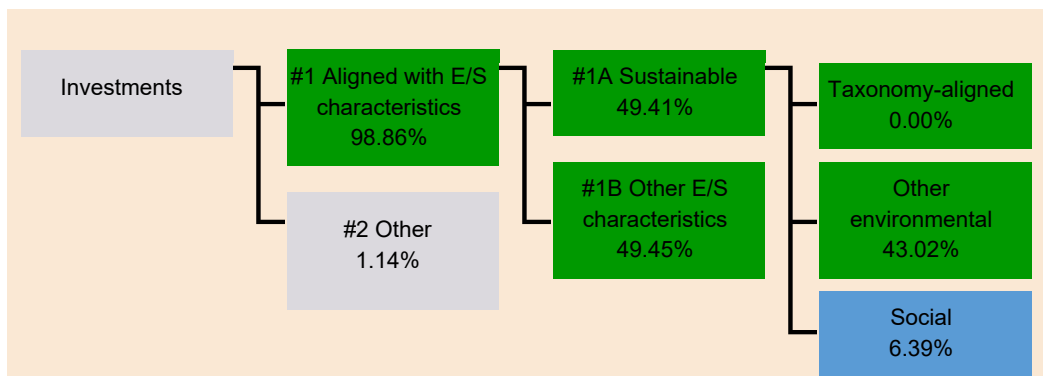 Investments
#1 Aligned with E/S
characteristics
98.86%
#2 Other
1.14%
#1A Sustainable
49.41%
#1B Other E/S
characteristics
49.45%
Taxonomy-aligned
0.00%
Other
environmental
43.02%
Social
6.39%